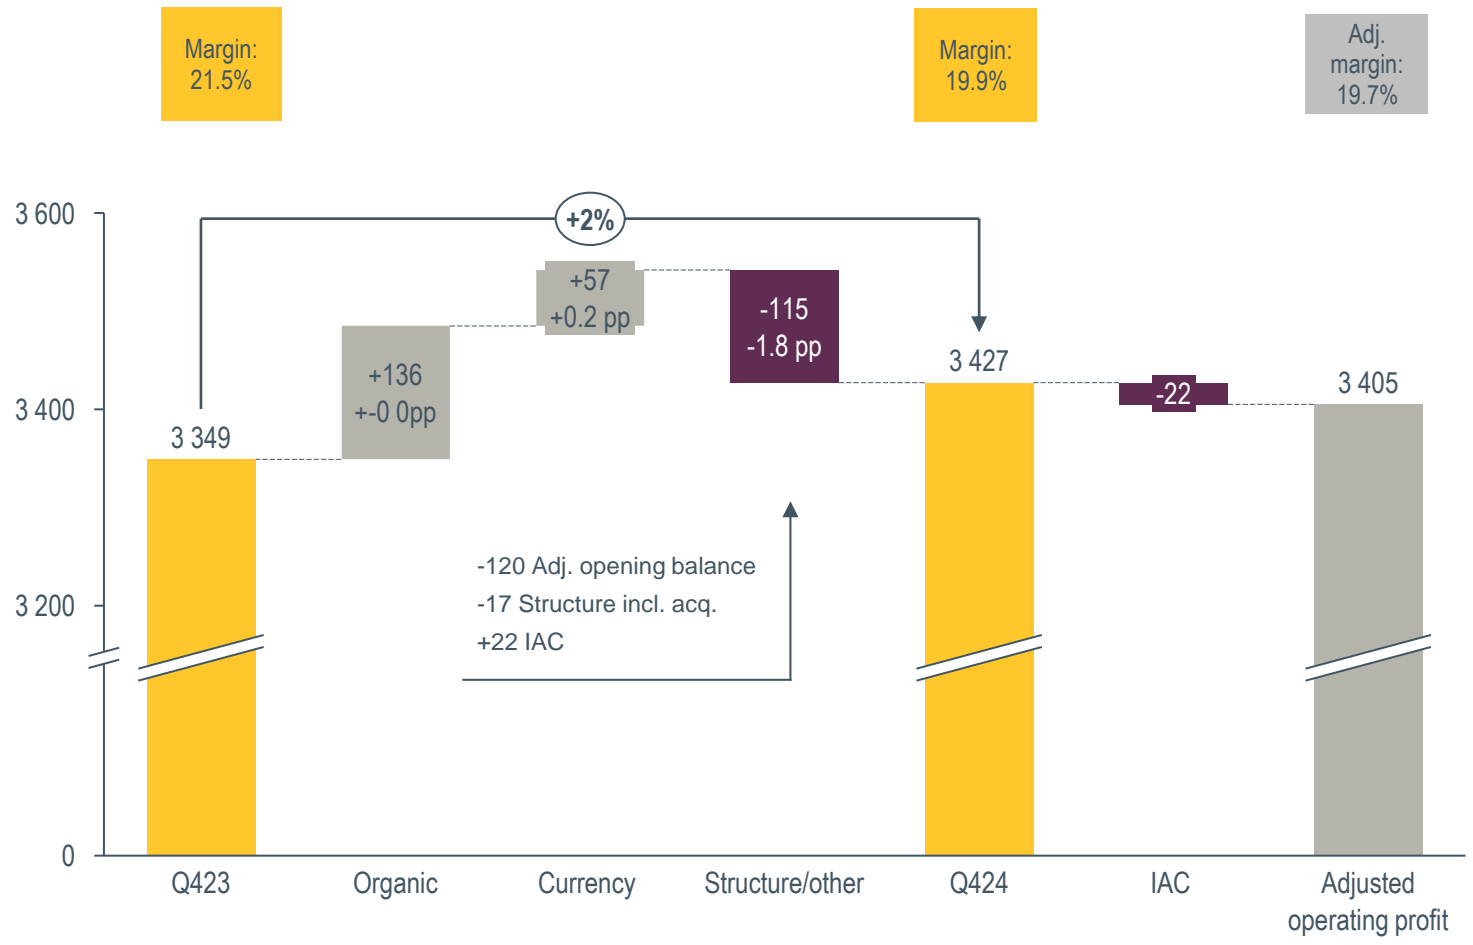 Margin:
21.5%
Margin:
19.9%
Adj.
margin:
19.7%
3 600
3 400
3 200
0
+2%
3 349
+136
+-0 0pp
+57
+0.2 pp
-115
-1.8 pp
3 427
-22
3 405
-120 Adj. opening balance
-17 Structure incl. acq.
+22 IAC
Q423
Organic
Currency
Structure/other
Q424
IAC
Adjusted
operating profit